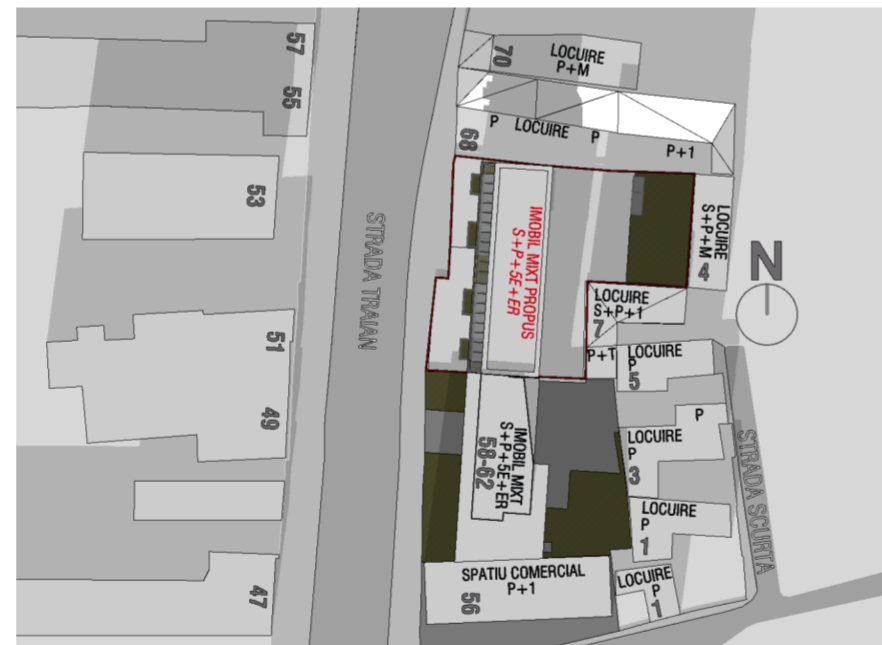 57
55
53
51
49
47
STRADA TRAIAN
70
LOCUIRE
P+M
68
P
LOCUIRE
P
P+1
IMOBIL MIXT PROPUS
S+P+5E+ER
LOCUIRE
S+P+M
4
N
LOCUIRE
S+P+1
7
P+T
LOCUIRE
P
5
P
LOCUIRE
P
3
IMOBIL MIXT
S+P+5E+ER
58-62
STRADA SCURTA
LOCUIRE
P
1
SPATIU COMERCIAL
P+1
56
LOCUIRE
P
1